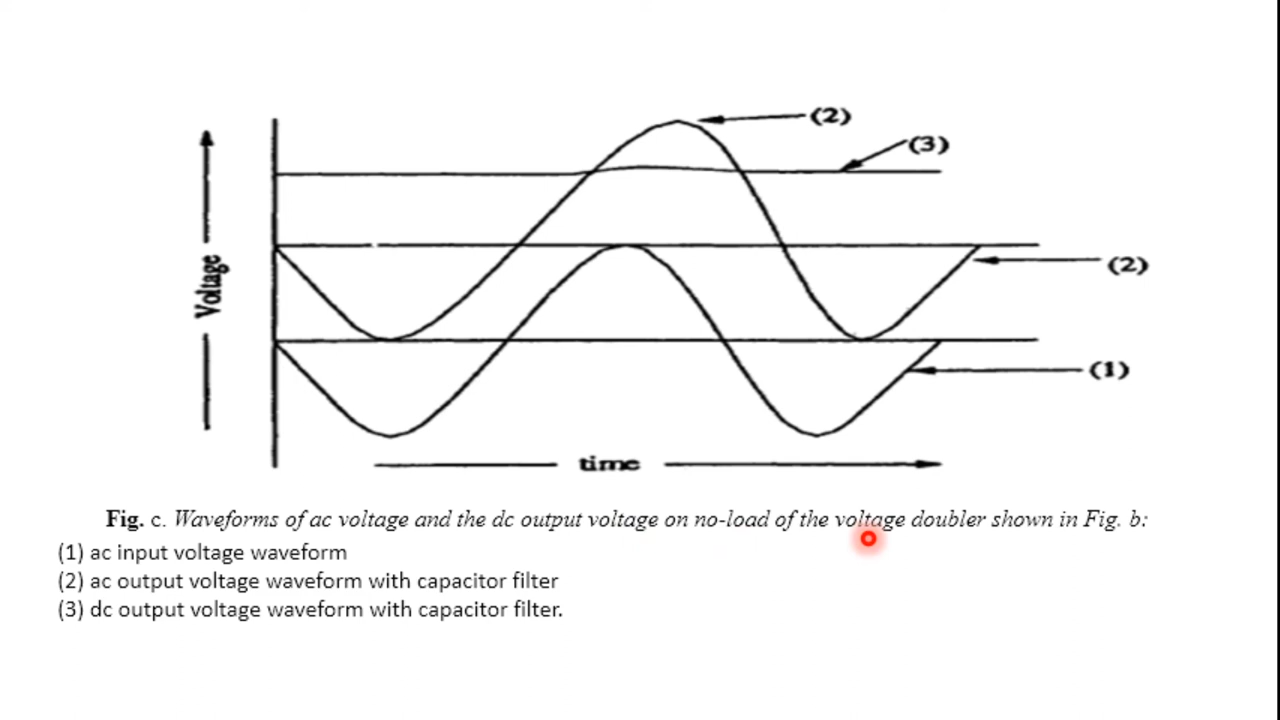 (2)
(3)
Voltage
(2)
(1)
time
Fig. c. Waveforms of ac voltage and the dc output voltage on no-load of the voltage doubler shown in Fig. b:
(1) ac input voltage waveform
(2) ac output voltage waveform with capacitor filter
(3) dc output voltage waveform with capacitor filter.